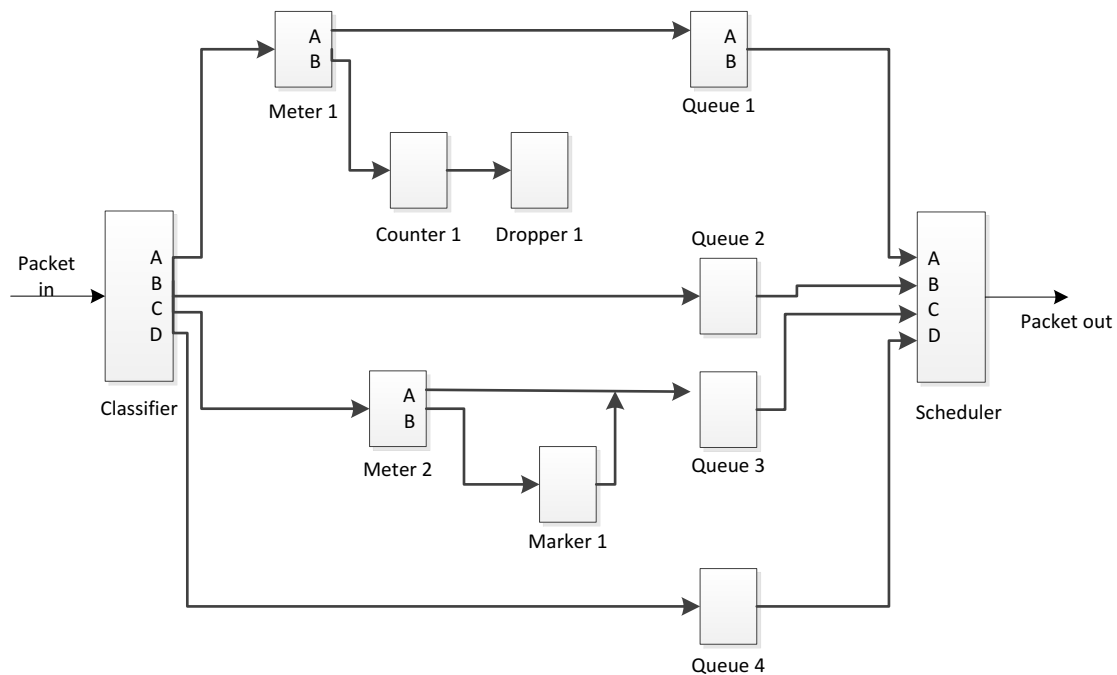 A
B
Meter 1
A
B
Queue 1
Counter 1
Dropper 1
Packet
in
A
B
C
D
Classifier
Queue 2
A
B
C
D
Scheduler
Packet out
A
B
Meter 2
Queue 3
Marker 1
Queue 4